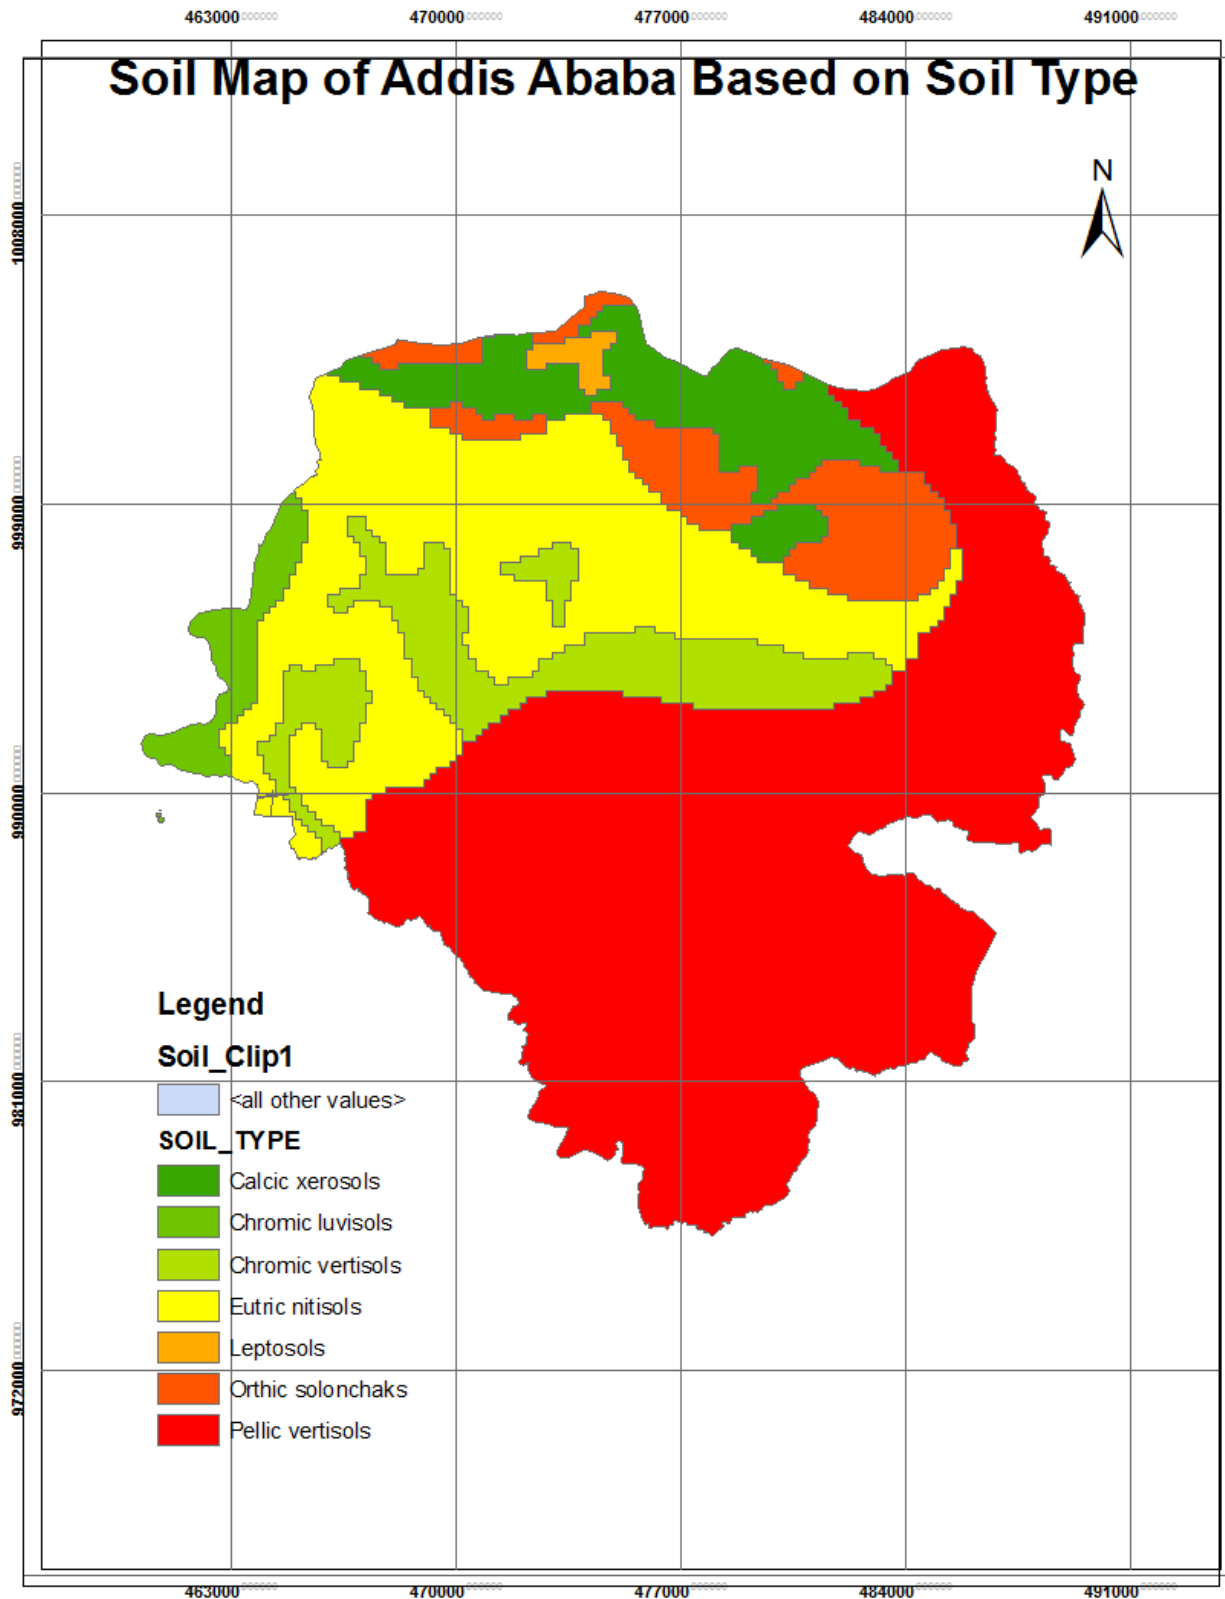 463000 470000 477000 484000 491000
Soil Map of Addis Ababa Based on Soil Type
N
1008000
999000
990000
981000
972000
Legend
Soil_Clip1
<all other values>
SOIL_TYPE
Calcic xerosols
Chromic luvisols
Chromic vertisols
Eutric nitisols
Leptosols
Orthic solonchaks
Pellic vertisols
463000 470000 477000 484000 491000